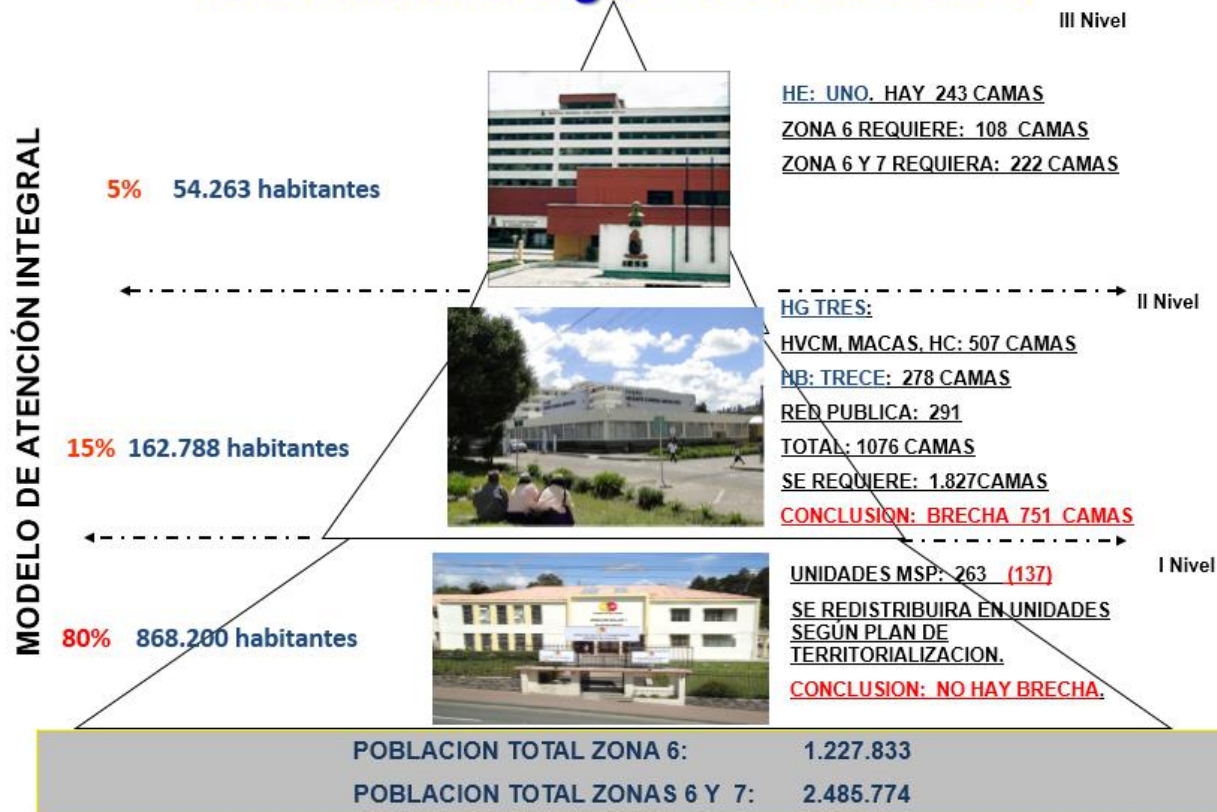 III Nivel
MODELO DE ATENCIÓN INTEGRAL
HE: UNO. HAY 243 CAMAS
ZONA 6 REQUIERE: 108 CAMAS
ZONA 6 Y 7 REQUIERA: 222 CAMAS
5% 54.263 habitantes
IESS
II Nivel
HG TRES:
HVCM, MACAS, HC: 507 CAMAS
HB: TRECE: 278 CAMAS
RED PUBLICA: 291
TOTAL: 1076 CAMAS
SE REQUIERE: 1.827CAMAS
CONCLUSION: BRECHA 751 CAMAS
15% 162.788 habitantes
I Nivel
UNIDADES MSP: 263 (137)
SE REDISTRIBUIRA EN UNIDADES
SEGÚN PLAN DE
TERRITORIALIZACION.
CONCLUSION: NO HAY BRECHA.
80% 868.200 habitantes
POBLACION TOTAL ZONA 6: 1.227.833
POBLACION TOTAL ZONAS 6 Y 7: 2.485.774